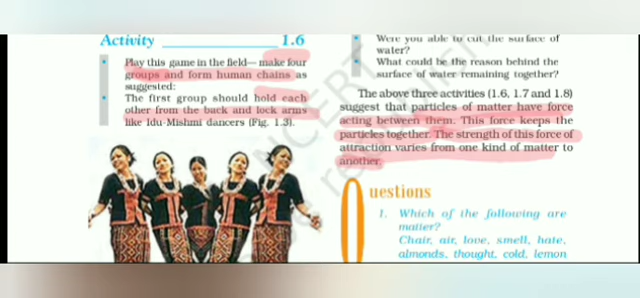 Activity ____________ 1.6
• Play this game in the field— make four
groups and form human chains as
suggested:
• The first group should hold each
other from the back and lock arms
like Idu-Mishmi dancers (Fig. 1.3).
• Were you able to cut the surface of
water?
• What could be the reason behind the
surface of water remaining together?
The above three activities (1.6, 1.7 and 1.8)
suggest that particles of matter have force
acting between them. This force keeps the
particles together. The strength of this force of
attraction varies from one kind of matter to
another.
Questions
1. Which of the following are
matter?
Chair, air, love, smell, hate,
almonds, thought, cold, lemon